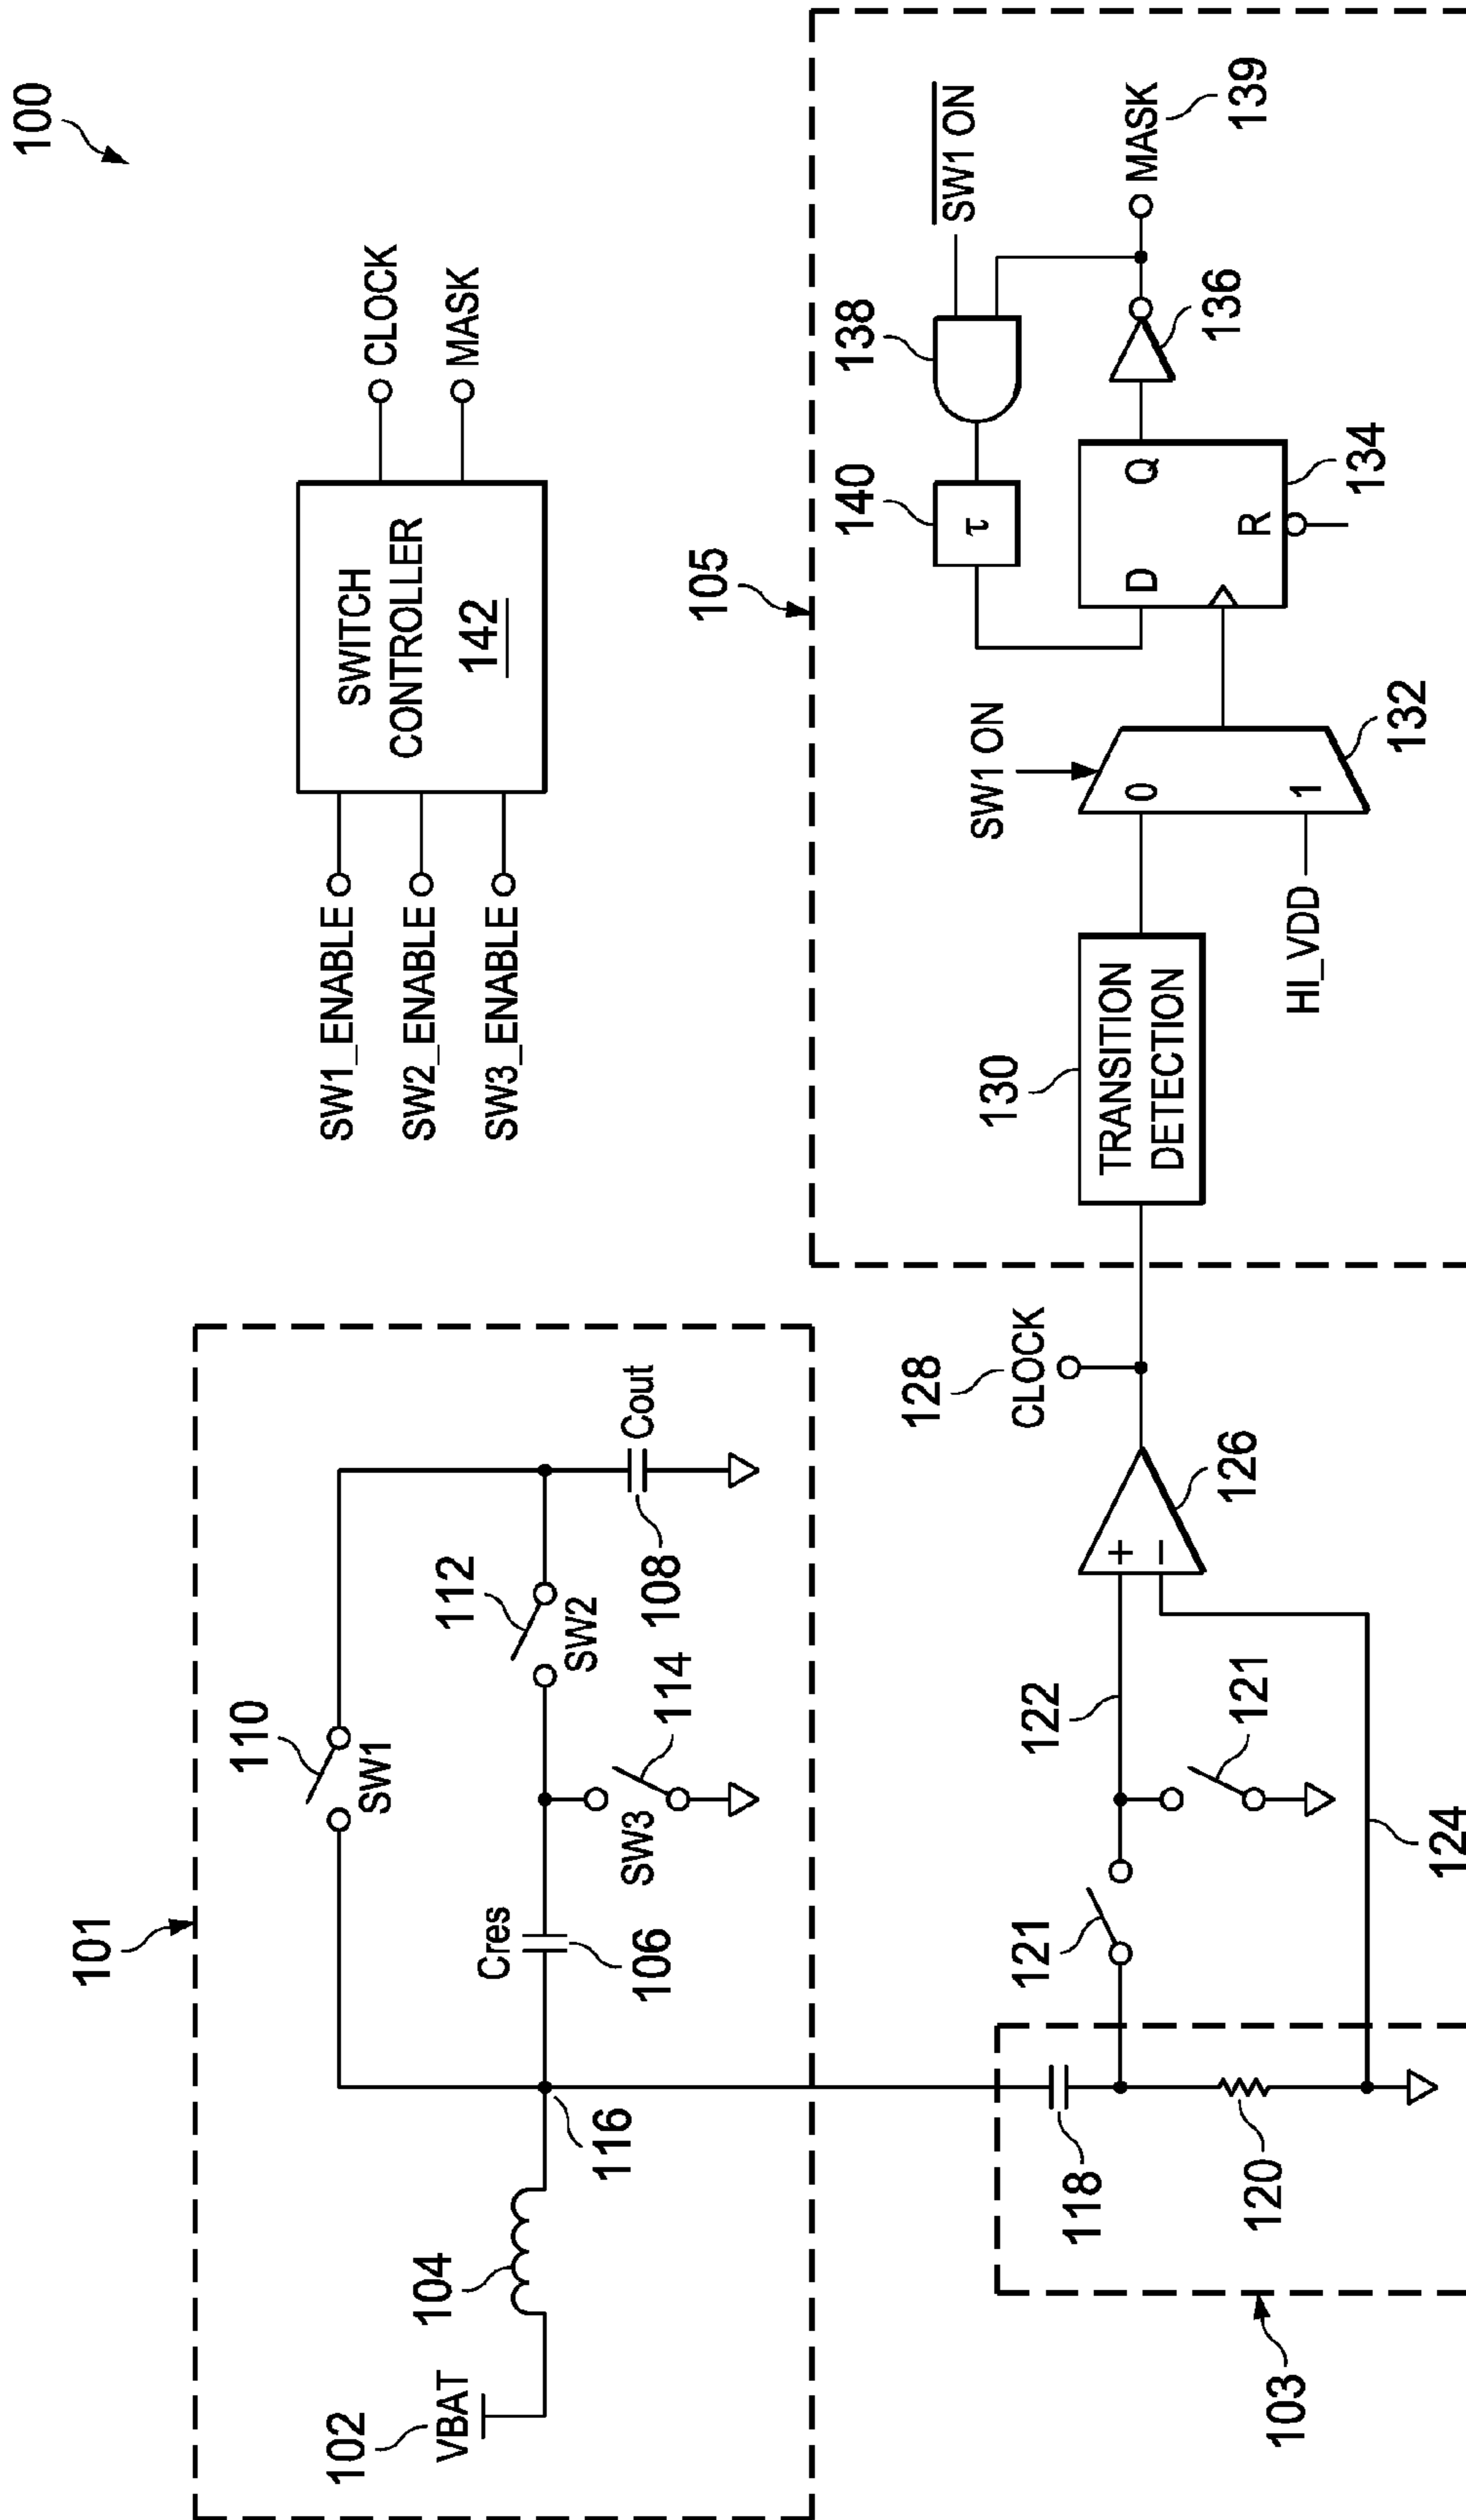 100
101
110
SW1
102
VBAT
104
116
Cres
106
112
SW2
SW3
114
108
Cout
SW1_ENABLE
SW2_ENABLE
SW3_ENABLE
SWITCH
CONTROLLER
142
CLOCK
MASK
103
118
120
121
121
122
124
+
−
126
128
CLOCK
105
130
TRANSITION
DETECTION
SW1 ON
0
1
HI_VDD
132
140
τ
138
SW1 ON
D
Q
R
134
136
MASK
139